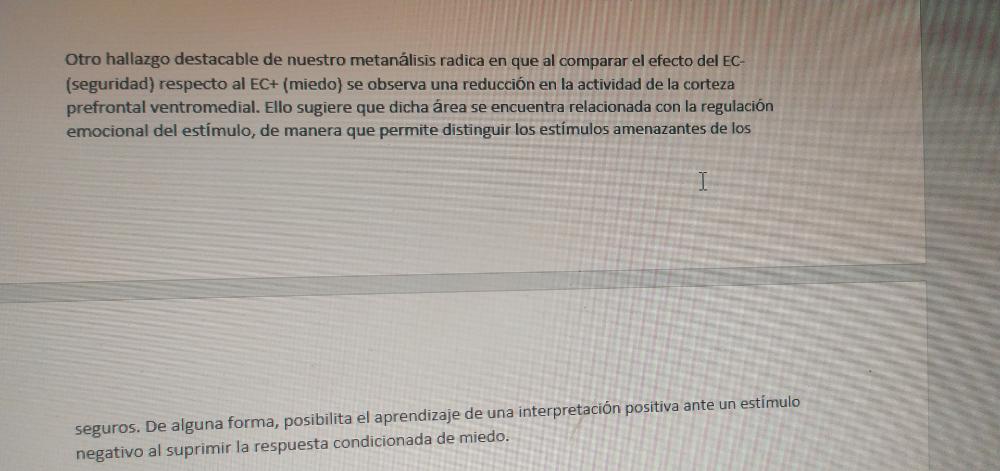 Otro hallazgo destacable de nuestro metanálisis radica en que al comparar el efecto del EC-
(seguridad) respecto al EC+ (miedo) se observa una reducción en la actividad de la corteza
prefrontal ventromedial. Ello sugiere que dicha área se encuentra relacionada con la regulación
emocional del estímulo, de manera que permite distinguir los estímulos amenazantes de los
seguros. De alguna forma, posibilita el aprendizaje de una interpretación positiva ante un estímulo
negativo al suprimir la respuesta condicionada de miedo.